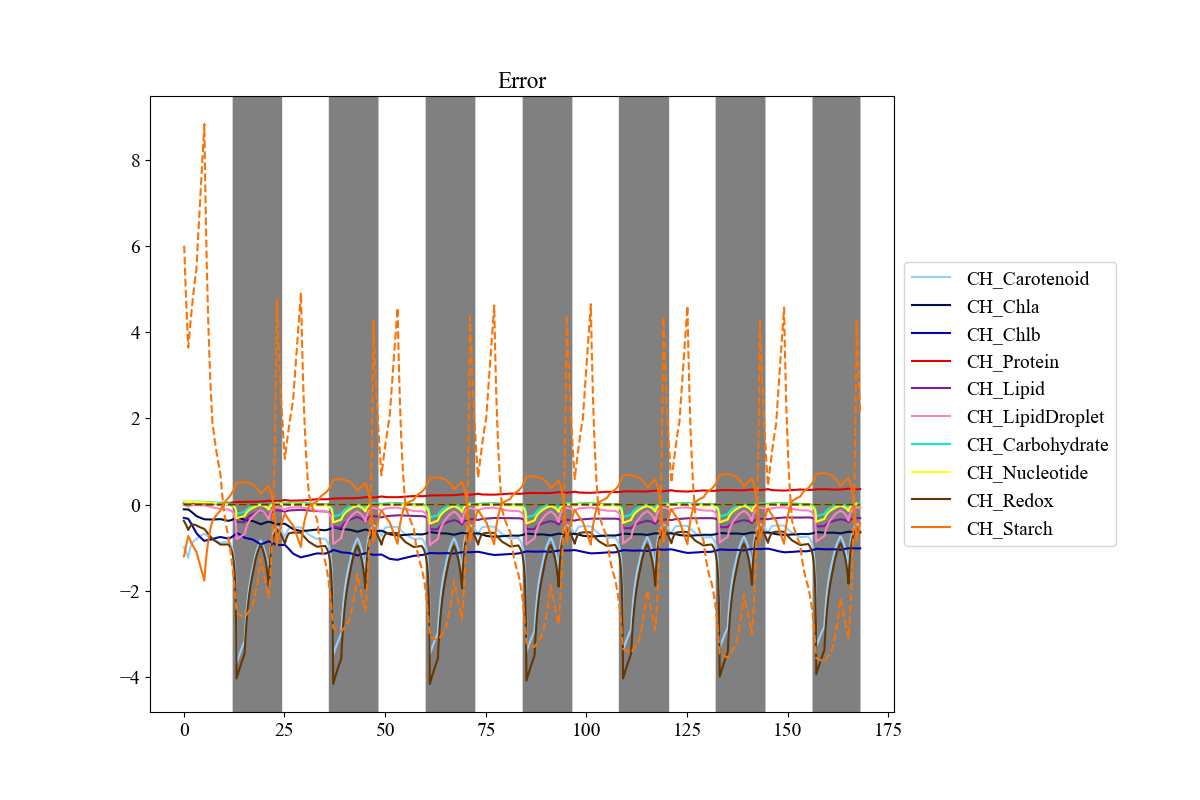 Error
8
6
4
2
0
−2
−4
0 25 50 75 100 125 150 175
CH_Carotenoid
CH_Chla
CH_Chlb
CH_Protein
CH_Lipid
CH_LipidDroplet
CH_Carbohydrate
CH_Nucleotide
CH_Redox
CH_Starch